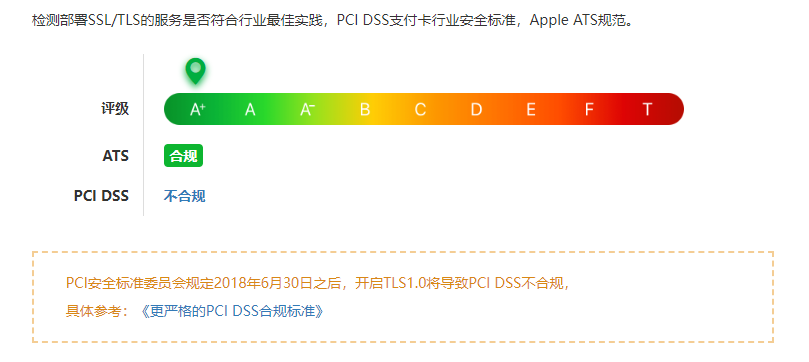 检测部署SSL/TLS的服务是否符合行业最佳实践，PCI DSS支付卡行业安全标准，Apple ATS规范。
评级 A+ A A- B C D E F T
ATS 合规
PCI DSS 不合规
PCI安全标准委员会规定2018年6月30日之后，开启TLS1.0将导致PCI DSS不合规，
具体参考：《更严格的PCI DSS合规标准》